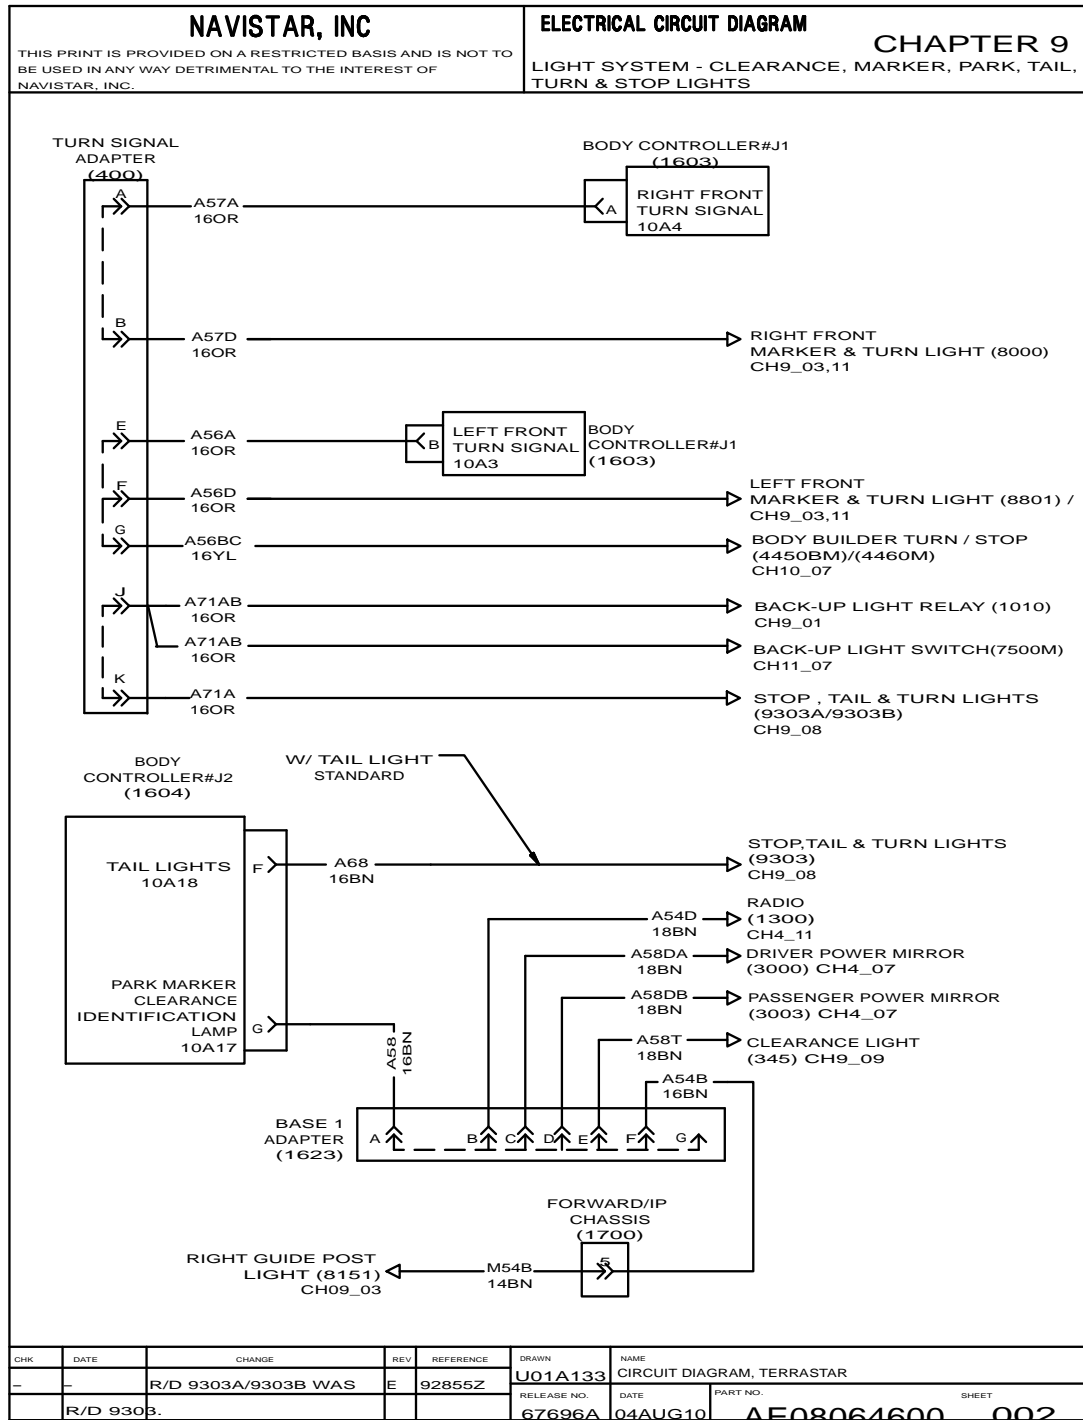 NAVISTAR, INC
THIS PRINT IS PROVIDED ON A RESTRICTED BASIS AND IS NOT TO
BE USED IN ANY WAY DETRIMENTAL TO THE INTEREST OF
NAVISTAR, INC.
ELECTRICAL CIRCUIT DIAGRAM
CHAPTER 9
LIGHT SYSTEM - CLEARANCE, MARKER, PARK, TAIL,
TURN & STOP LIGHTS
TURN SIGNAL
ADAPTER
(400)
BODY CONTROLLER#J1
(1603)
A
A57A
16OR
A
RIGHT FRONT
TURN SIGNAL
10A4
B
A57D
16OR
RIGHT FRONT
MARKER & TURN LIGHT (8000)
CH9_03,11
E
A56A
16OR
B
LEFT FRONT
TURN SIGNAL
10A3
BODY
CONTROLLER#J1
(1603)
F
A56D
16OR
LEFT FRONT
MARKER & TURN LIGHT (8801) /
CH9_03,11
G
A56BC
16YL
BODY BUILDER TURN / STOP
(4450BM)/(4460M)
CH10_07
J
A71AB
16OR
BACK-UP LIGHT RELAY (1010)
CH9_01
A71AB
16OR
BACK-UP LIGHT SWITCH(7500M)
CH11_07
K
A71A
16OR
STOP , TAIL & TURN LIGHTS
(9303A/9303B)
CH9_08
BODY
CONTROLLER#J2
(1604)
W/ TAIL LIGHT
STANDARD
TAIL LIGHTS
10A18
F
A68
16BN
STOP,TAIL & TURN LIGHTS
(9303)
CH9_08
A54D
18BN
RADIO
(1300)
CH4_11
A58DA
18BN
DRIVER POWER MIRROR
(3000) CH4_07
PARK MARKER
CLEARANCE
IDENTIFICATION
LAMP
10A17
G
A58
16BN
A58DB
18BN
PASSENGER POWER MIRROR
(3003) CH4_07
A58T
18BN
CLEARANCE LIGHT
(345) CH9_09
A54B
16BN
BASE 1
ADAPTER
(1623)
A B C D E F G
FORWARD/IP
CHASSIS
(1700)
5
RIGHT GUIDE POST
LIGHT (8151)
CH09_03
M54B
14BN
CHK DATE CHANGE REV REFERENCE
- - R/D 9303A/9303B WAS E 92855Z
R/D 9303.
DRAWN
U01A133
NAME
CIRCUIT DIAGRAM, TERRASTAR
RELEASE NO.
67696A
DATE
04AUG10
PART NO.
AE08064600
SHEET
002